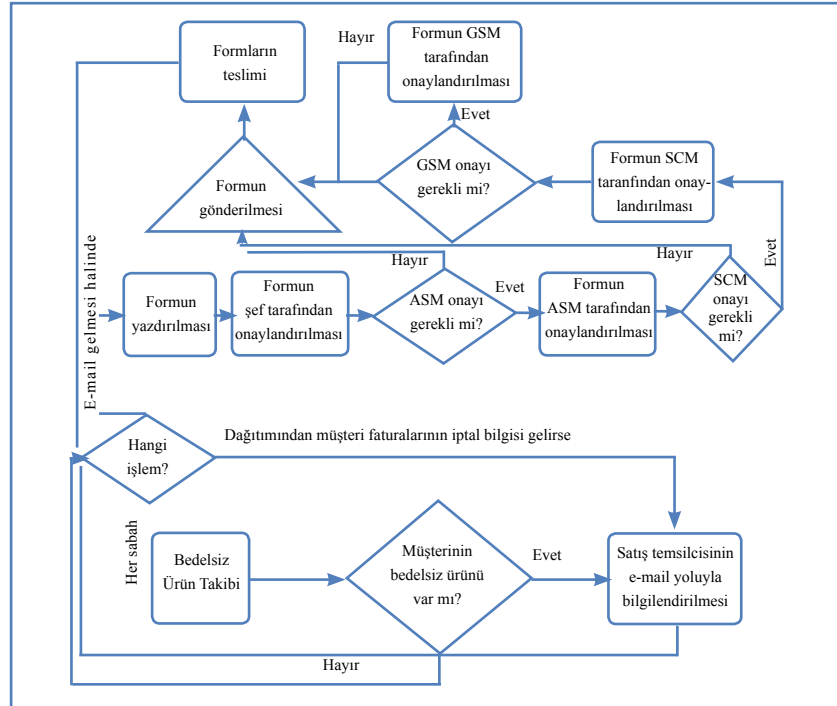 Formların
teslimi
Hayır
Formun GSM
tarafından
onaylandırılması
Evet
Formun
gönderilmesi
GSM onayı
gerekli mi?
Formun SCM
taranfından onay-
landırılması
E-mail gelmesi halinde
Formun
yazdırılması
Formun
şef tarafından
onaylandırılması
Hayır
ASM onayı
gerekli mi?
Evet
Formun
ASM tarafından
onaylandırılması
Hayır
Evet
SCM
onayı
gerekli
mi?
Hangi
işlem?
Dağıtımından müşteri faturalarının iptal bilgisi gelirse
Her sabah
Bedelsiz
Ürün Takibi
Müşterinin
bedelsiz ürünü
var mı?
Evet
Satış temsilcisinin
e-mail yoluyla
bilgilendirilmesi
Hayır